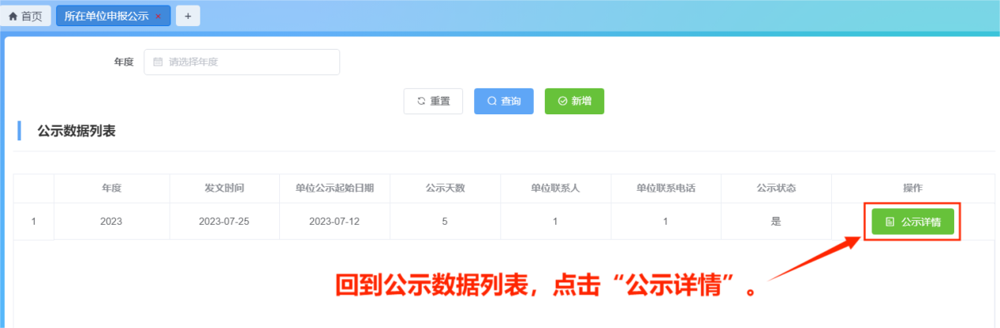 首页 所在单位申报公示 × +
年度 请选择年度
重置 查询 新增
公示数据列表
年度 发文时间 单位公示起始日期 公示天数 单位联系人 单位联系电话 公示状态 操作
1 2023 2023-07-25 2023-07-12 5 1 1 是 公示详情
回到公示数据列表，点击“公示详情”。